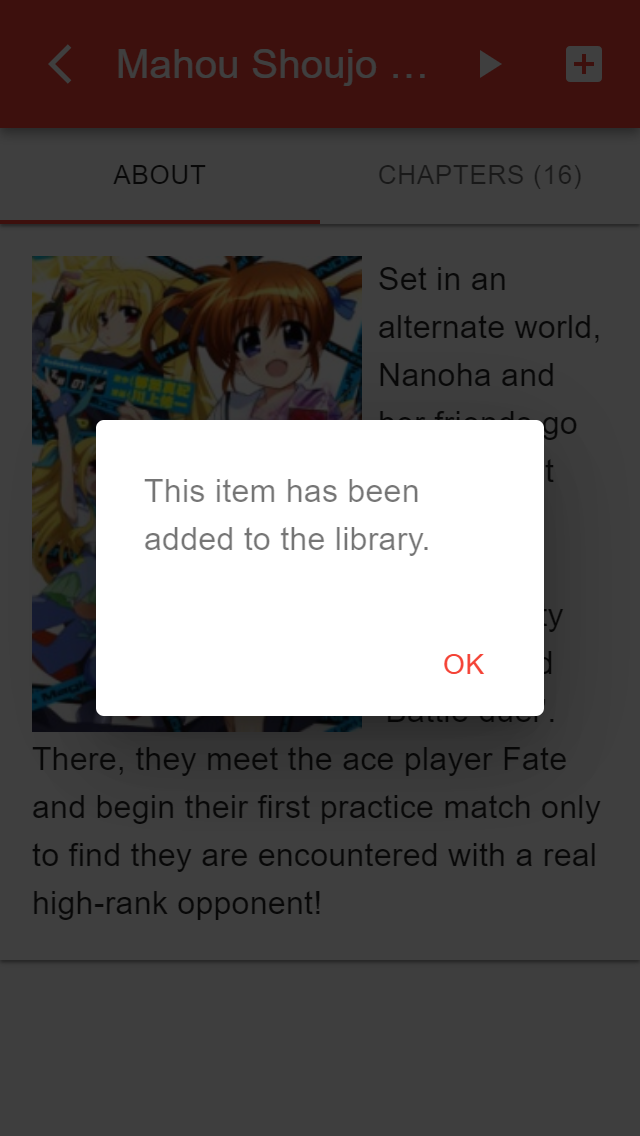 Mahou Shoujo ...
ABOUT
CHAPTERS (16)
Set in an
alternate world,
Nanoha and
her friends go
t
ty
d
"Battle duel".
This item has been
added to the library.
OK
There, they meet the ace player Fate
and begin their first practice match only
to find they are encountered with a real
high-rank opponent!